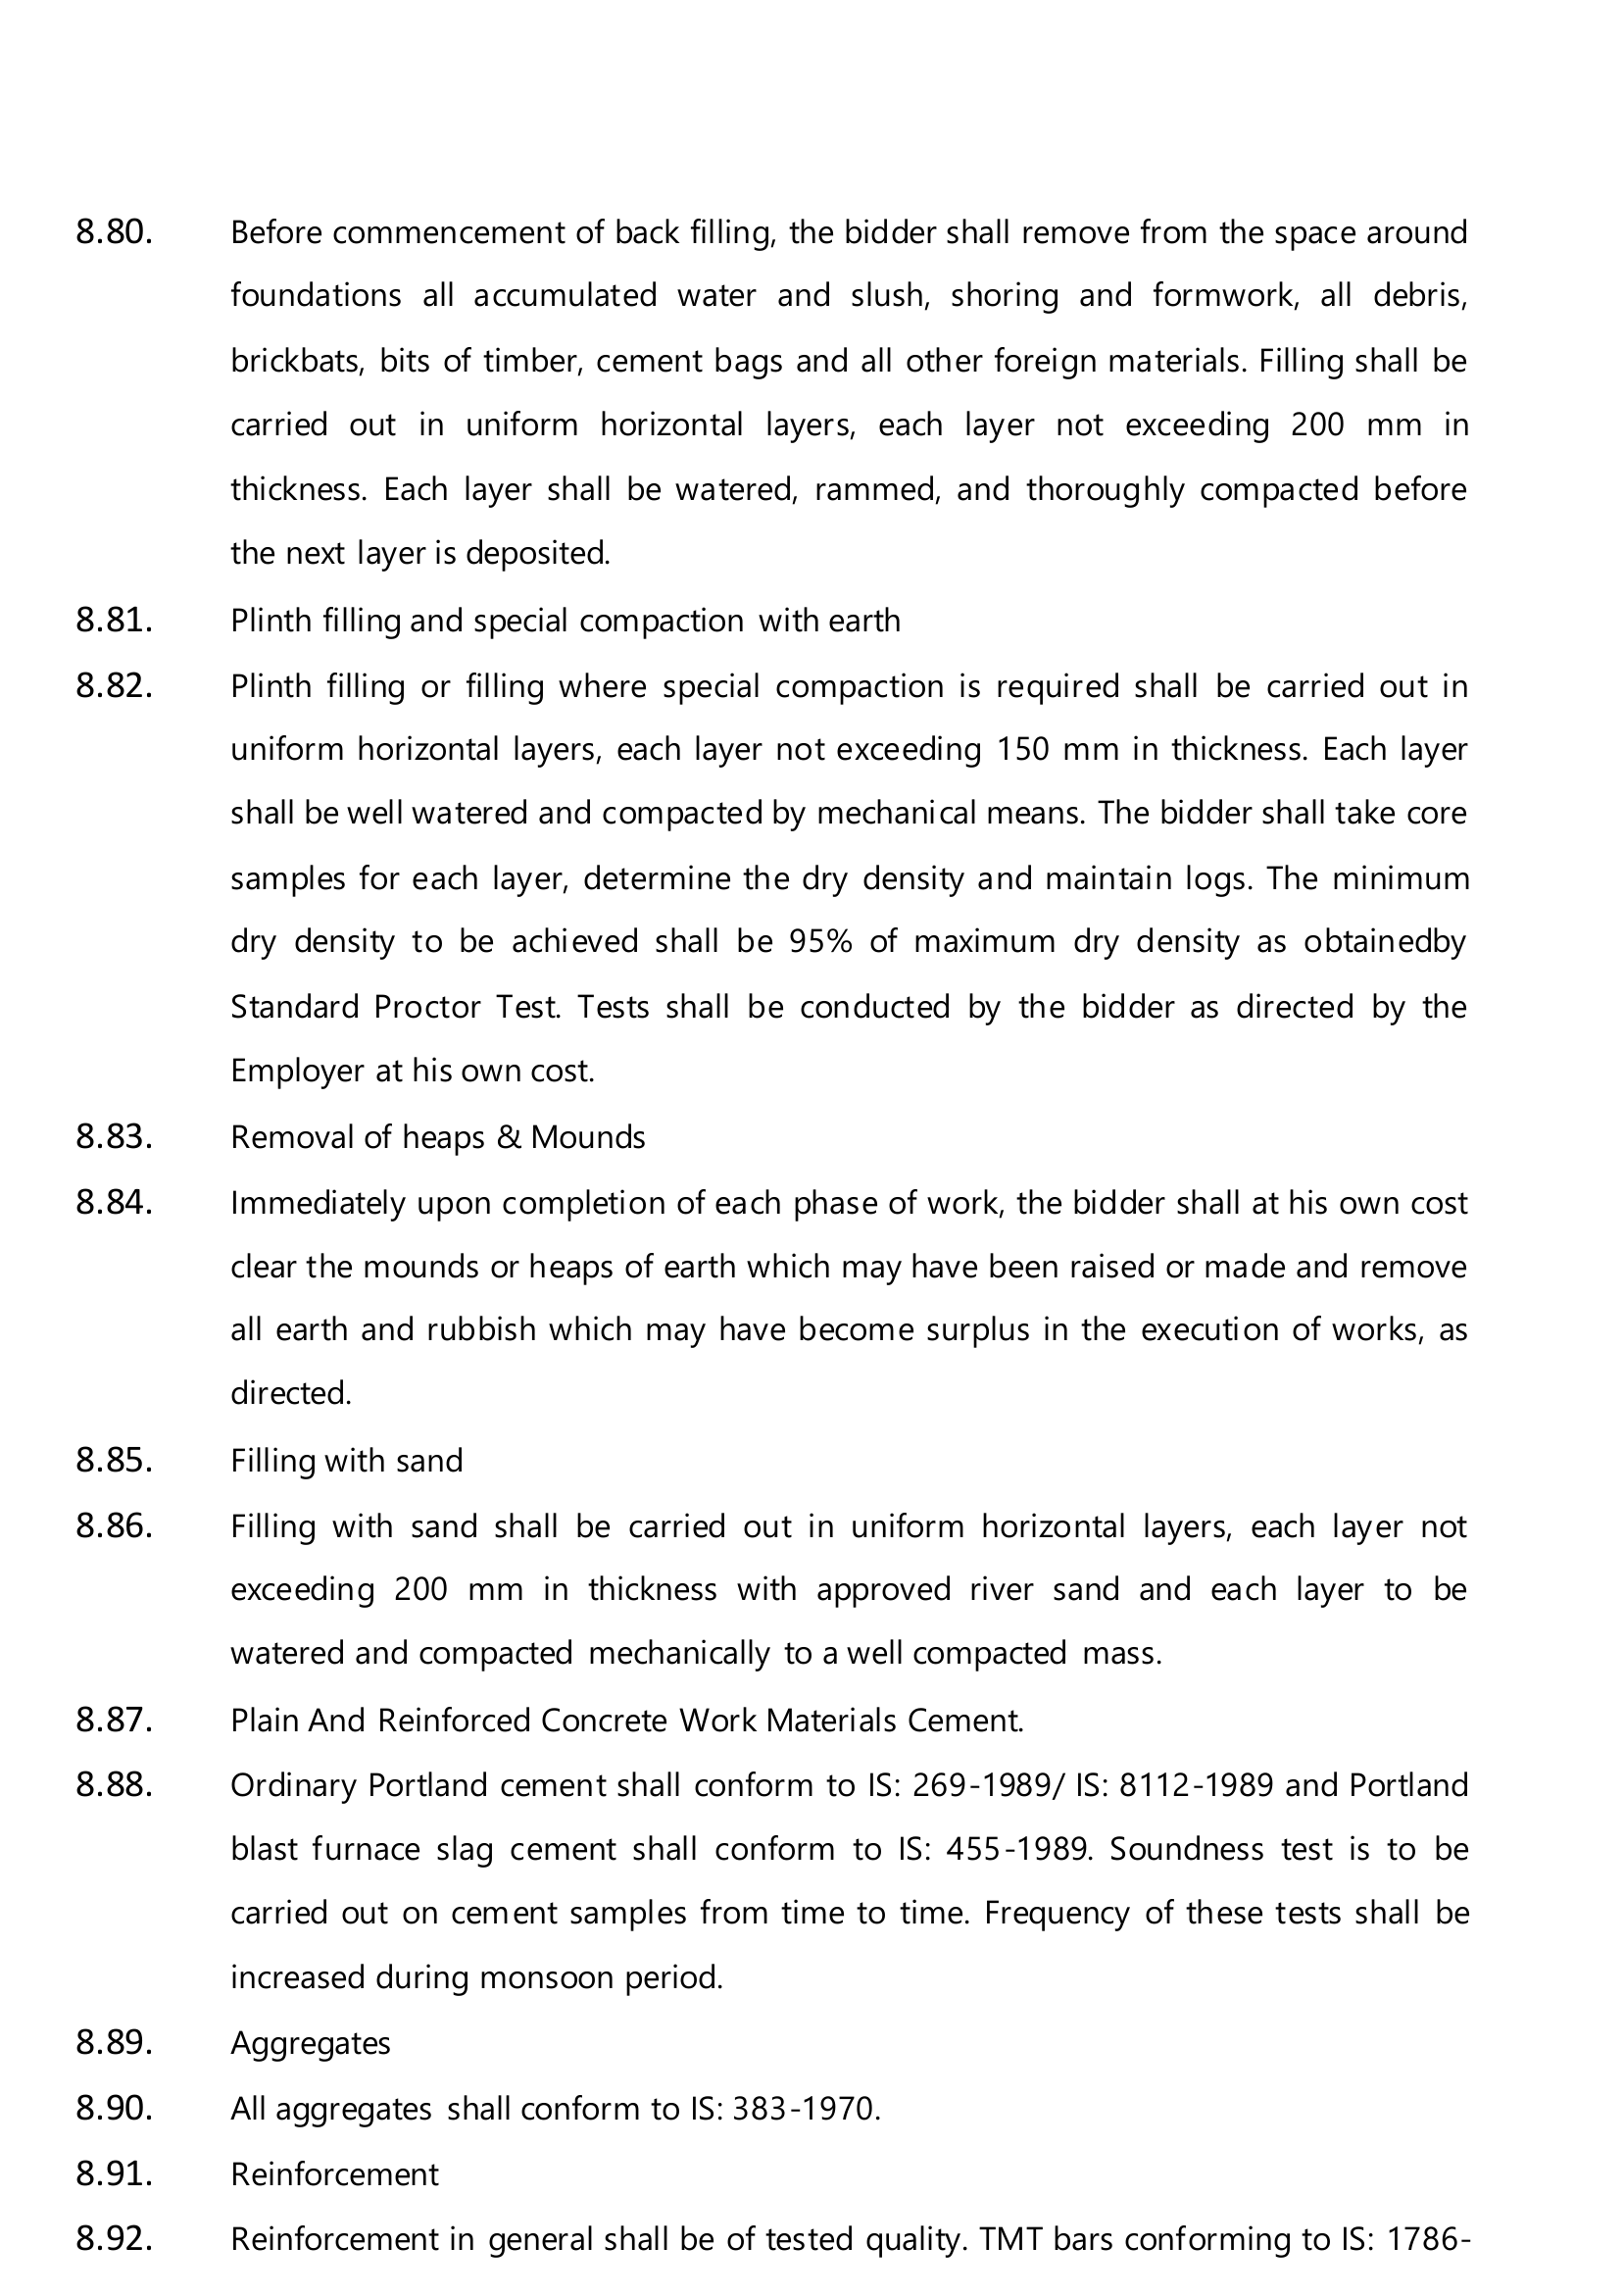 8.80. Before commencement of back filling, the bidder shall remove from the space around
foundations all accumulated water and slush, shoring and formwork, all debris,
brickbats, bits of timber, cement bags and all other foreign materials. Filling shall be
carried out in uniform horizontal layers, each layer not exceeding 200 mm in
thickness. Each layer shall be watered, rammed, and thoroughly compacted before
the next layer is deposited.
8.81. Plinth filling and special compaction with earth
8.82. Plinth filling or filling where special compaction is required shall be carried out in
uniform horizontal layers, each layer not exceeding 150 mm in thickness. Each layer
shall be well watered and compacted by mechanical means. The bidder shall take core
samples for each layer, determine the dry density and maintain logs. The minimum
dry density to be achieved shall be 95% of maximum dry density as obtainedby
Standard Proctor Test. Tests shall be conducted by the bidder as directed by the
Employer at his own cost.
8.83. Removal of heaps & Mounds
8.84. Immediately upon completion of each phase of work, the bidder shall at his own cost
clear the mounds or heaps of earth which may have been raised or made and remove
all earth and rubbish which may have become surplus in the execution of works, as
directed.
8.85. Filling with sand
8.86. Filling with sand shall be carried out in uniform horizontal layers, each layer not
exceeding 200 mm in thickness with approved river sand and each layer to be
watered and compacted mechanically to a well compacted mass.
8.87. Plain And Reinforced Concrete Work Materials Cement.
8.88. Ordinary Portland cement shall conform to IS: 269-1989/ IS: 8112-1989 and Portland
blast furnace slag cement shall conform to IS: 455-1989. Soundness test is to be
carried out on cement samples from time to time. Frequency of these tests shall be
increased during monsoon period.
8.89. Aggregates
8.90. All aggregates shall conform to IS: 383-1970.
8.91. Reinforcement
8.92. Reinforcement in general shall be of tested quality. TMT bars conforming to IS: 1786-